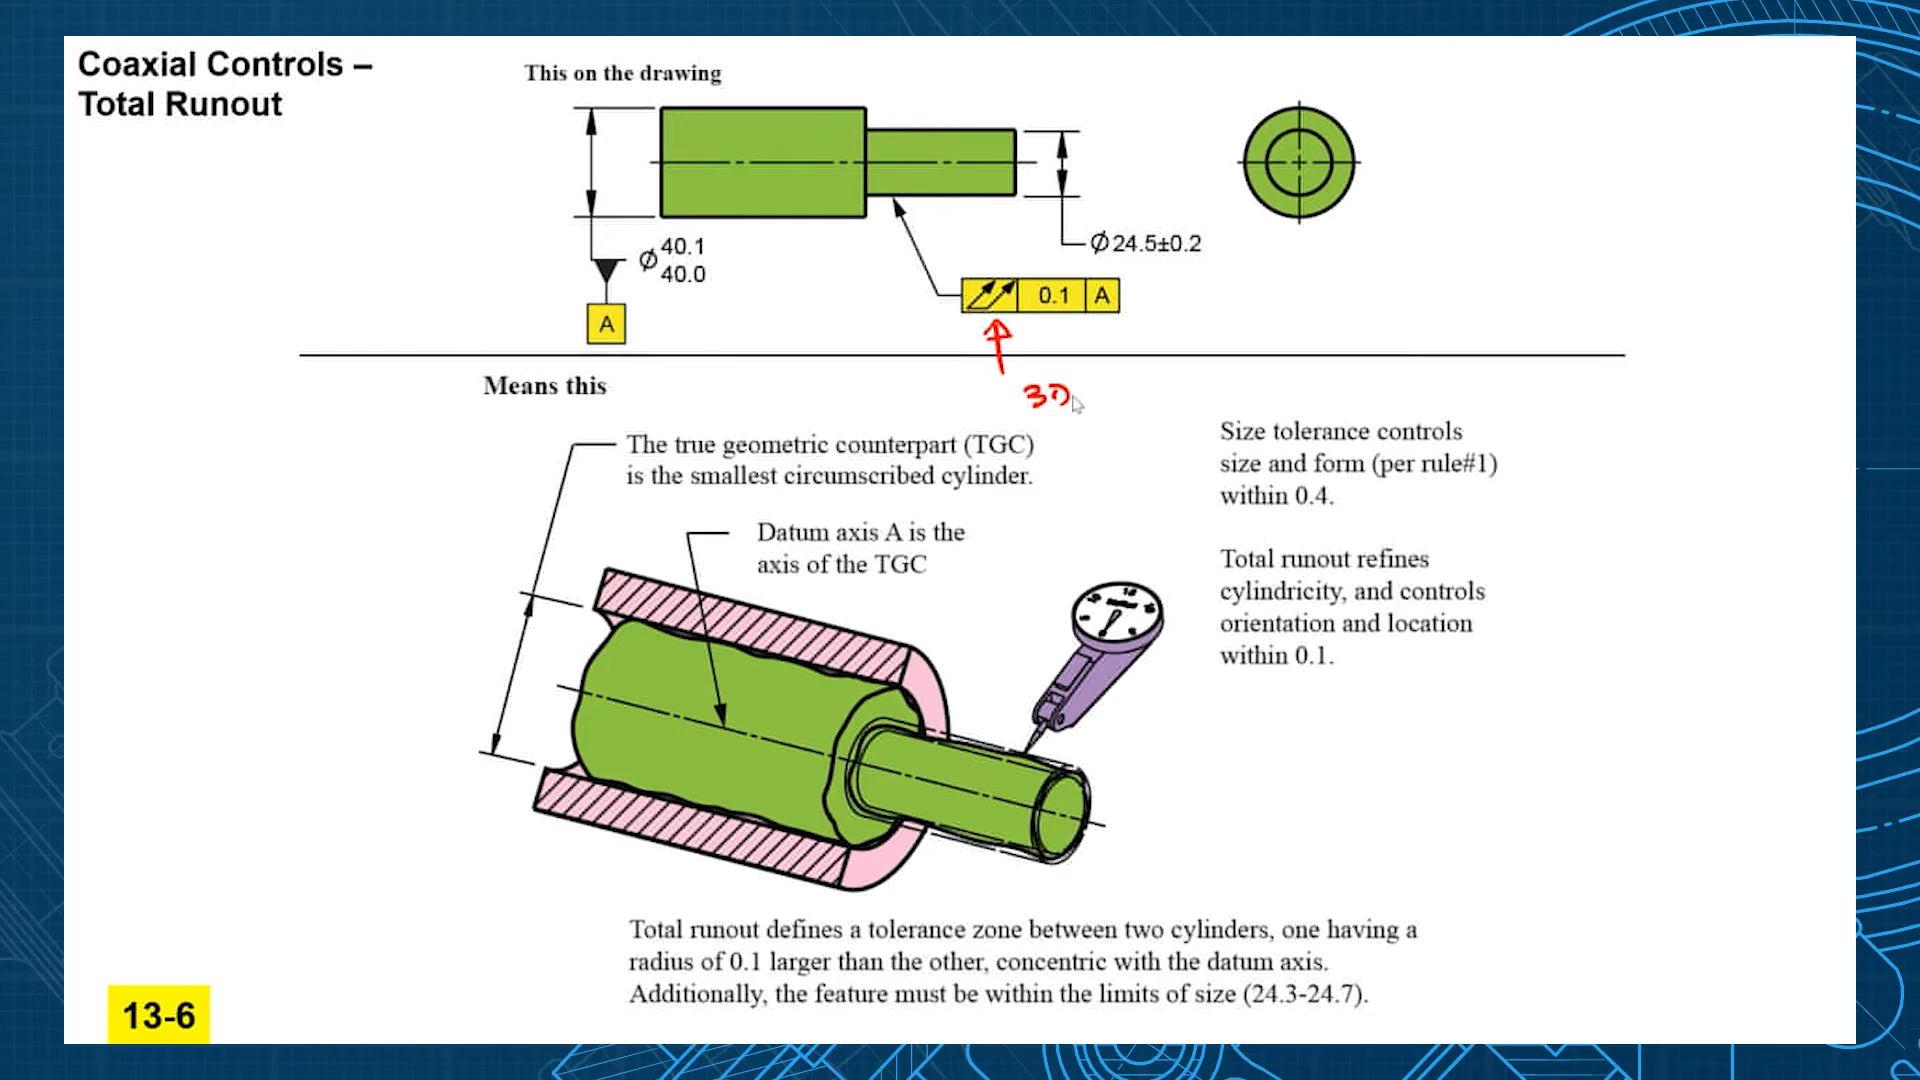 Coaxial Controls –
Total Runout
This on the drawing
Ø 40.1
40.0
A
Ø 24.5±0.2
0.1 A
3D
Means this
The true geometric counterpart (TGC)
is the smallest circumscribed cylinder.
Datum axis A is the
axis of the TGC
Size tolerance controls
size and form (per rule#1)
within 0.4.
Total runout refines
cylindricity, and controls
orientation and location
within 0.1.
Total runout defines a tolerance zone between two cylinders, one having a
radius of 0.1 larger than the other, concentric with the datum axis.
Additionally, the feature must be within the limits of size (24.3-24.7).
13-6